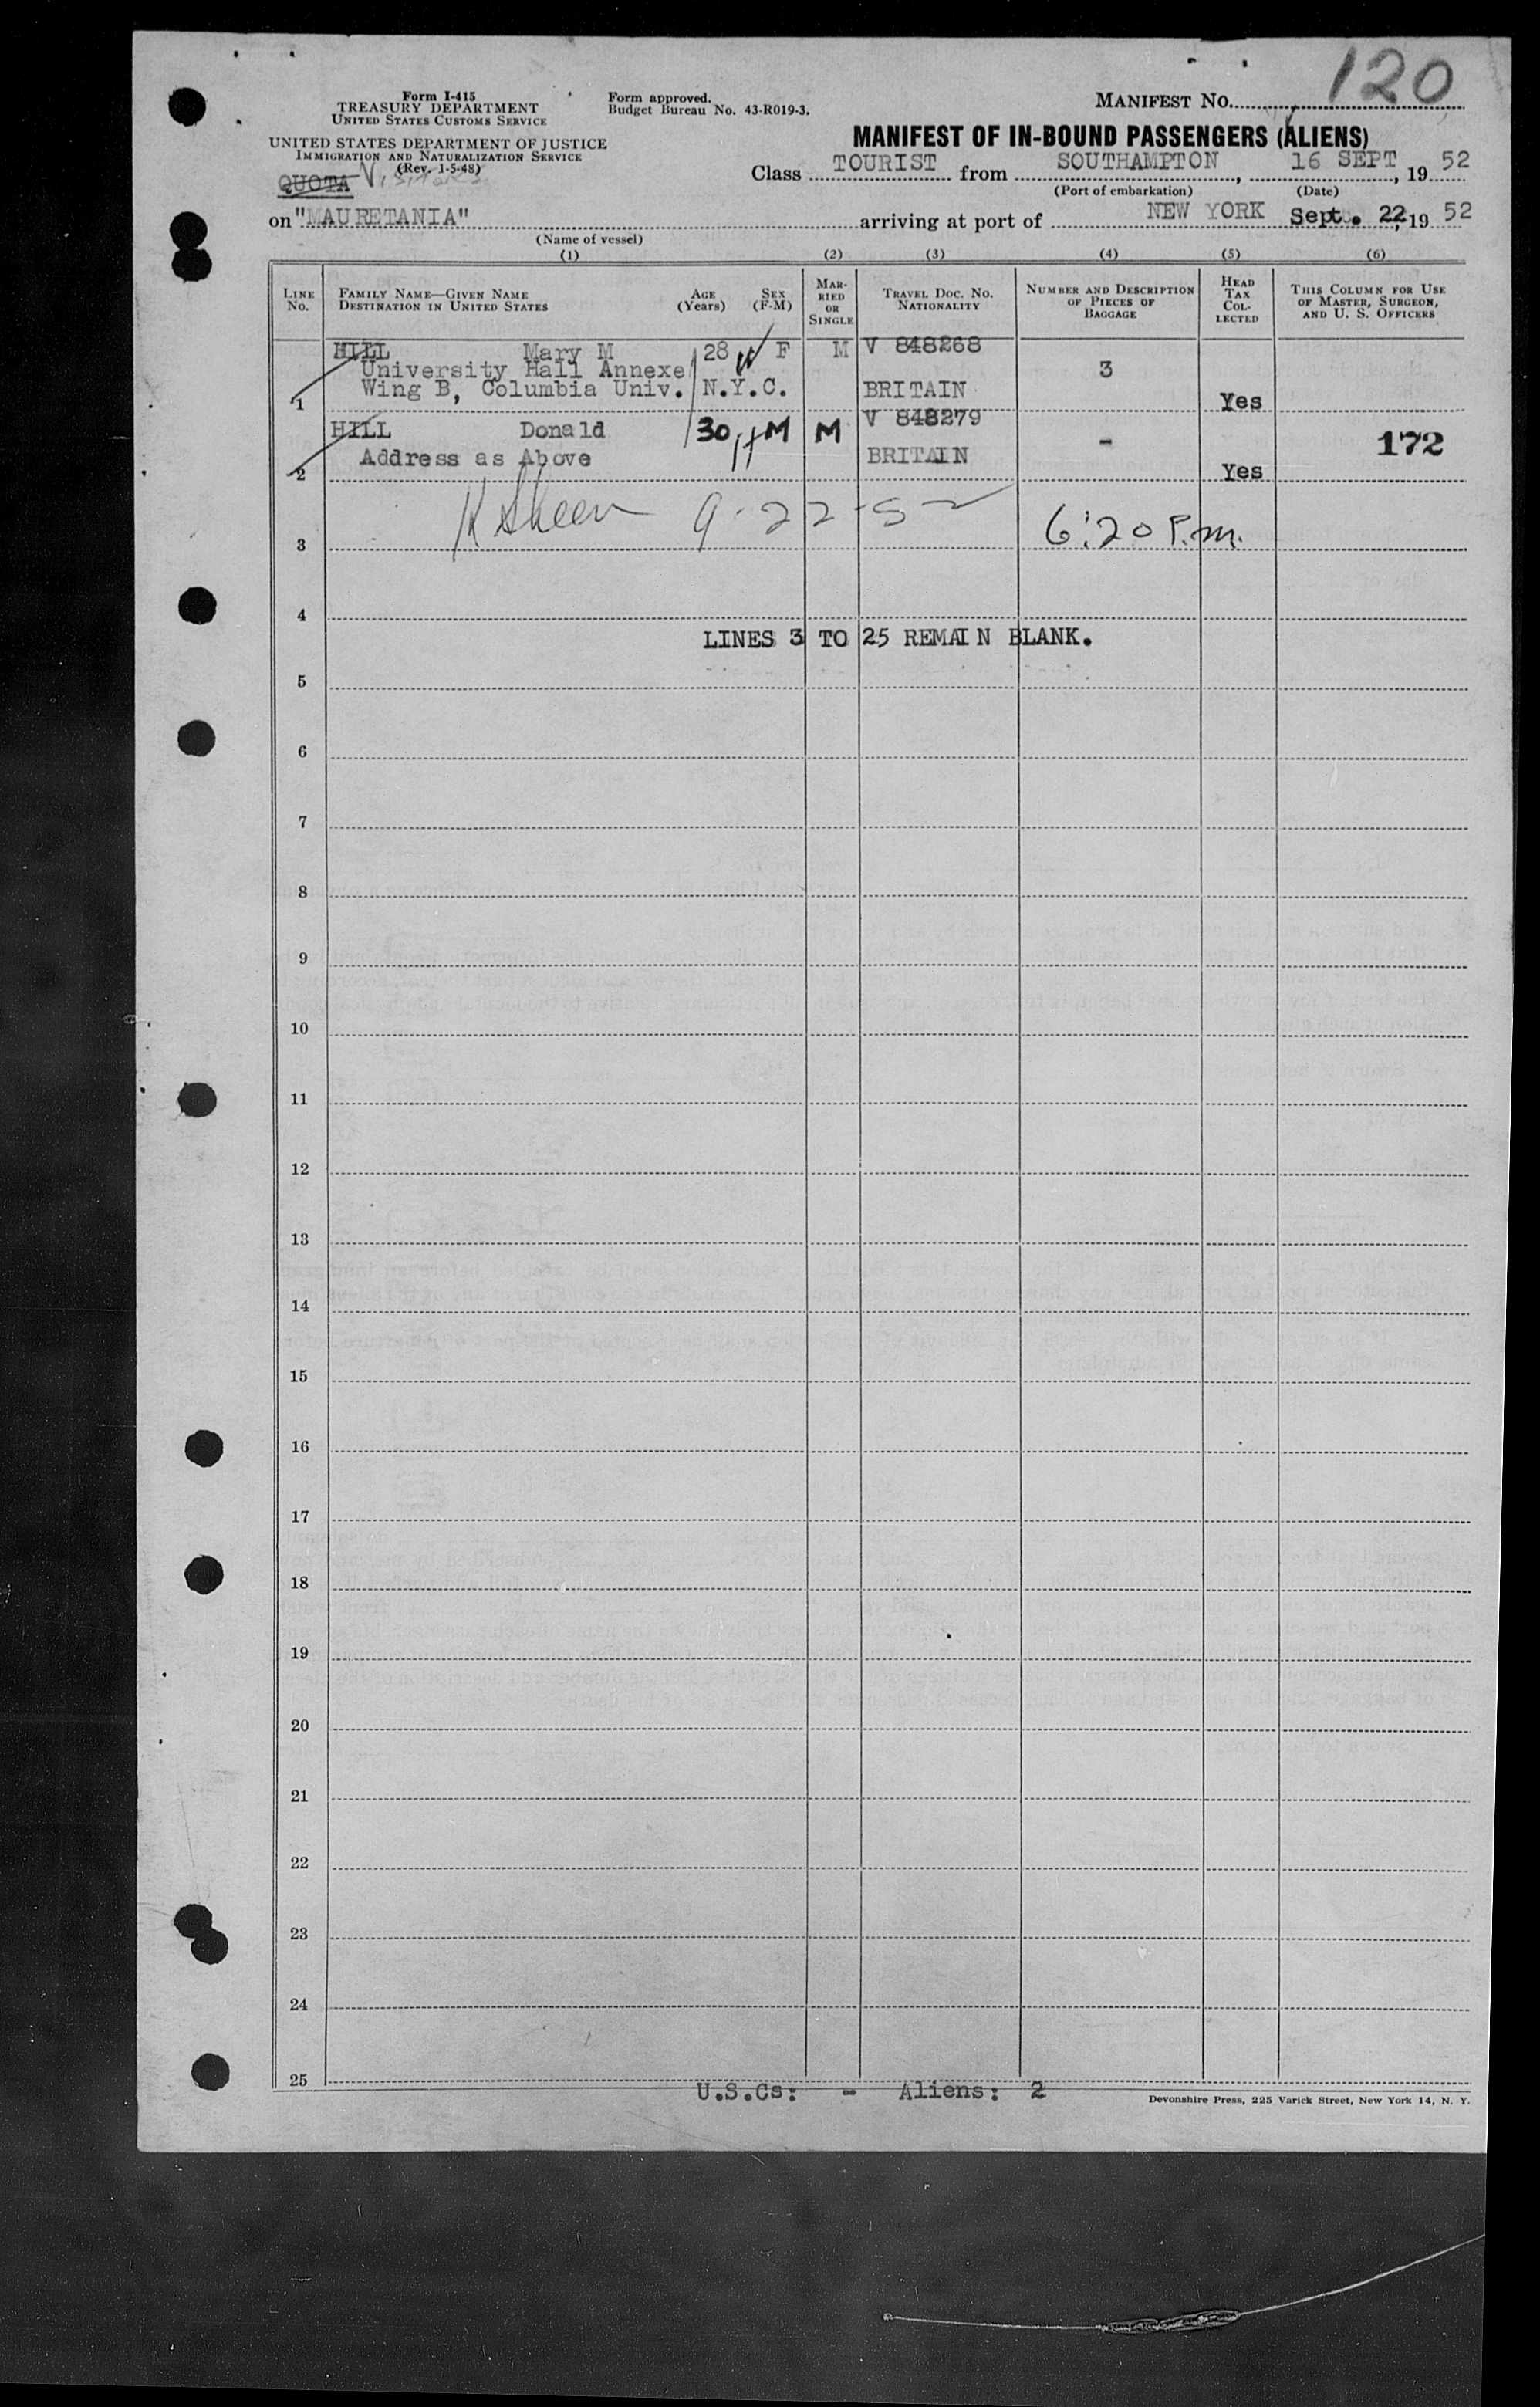 120
Form I-415
TREASURY DEPARTMENT
UNITED STATES CUSTOMS SERVICE
Form approved.
Budget Bureau No. 43-R019-3.
MANIFEST NO.
UNITED STATES DEPARTMENT OF JUSTICE
IMMIGRATION AND NATURALIZATION SERVICE
(Rev. 1-5-48)
MANIFEST OF IN-BOUND PASSENGERS (ALIENS)
QUOTA
Class TOURIST from SOUTHAMPTON, 16 SEPT, 1952
(Port of embarkation) (Date)
on "MAURETANIA" arriving at port of NEW YORK Sept. 22, 1952
(Name of vessel)
(1) (2) (3) (4) (5) (6)
LINE NO. FAMILY NAME—GIVEN NAME DESTINATION IN UNITED STATES AGE (Years) SEX (F-M) MARRIED OR SINGLE TRAVEL DOC. NO. NATIONALITY NUMBER AND DESCRIPTION OF PIECES OF BAGGAGE HEAD TAX COLLECTED THIS COLUMN FOR USE OF MASTER, SURGEON, AND U. S. OFFICERS
HILL Mary M 28 F M V 848268
University Hall Annexe 3
Wing B, Columbia Univ. N.Y.C. BRITAIN
1 Yes
HILL Donald 30 M M V 848279
Address as Above BRITAIN - 172
2 Yes
9-22-52 6:20 P.m.
3
4
LINES 3 TO 25 REMAIN BLANK.
5
6
7
8
9
10
11
12
13
14
15
16
17
18
19
20
21
22
23
24
25
U.S.Cs: - Aliens: 2
Devonshire Press, 225 Varick Street, New York 14, N. Y.